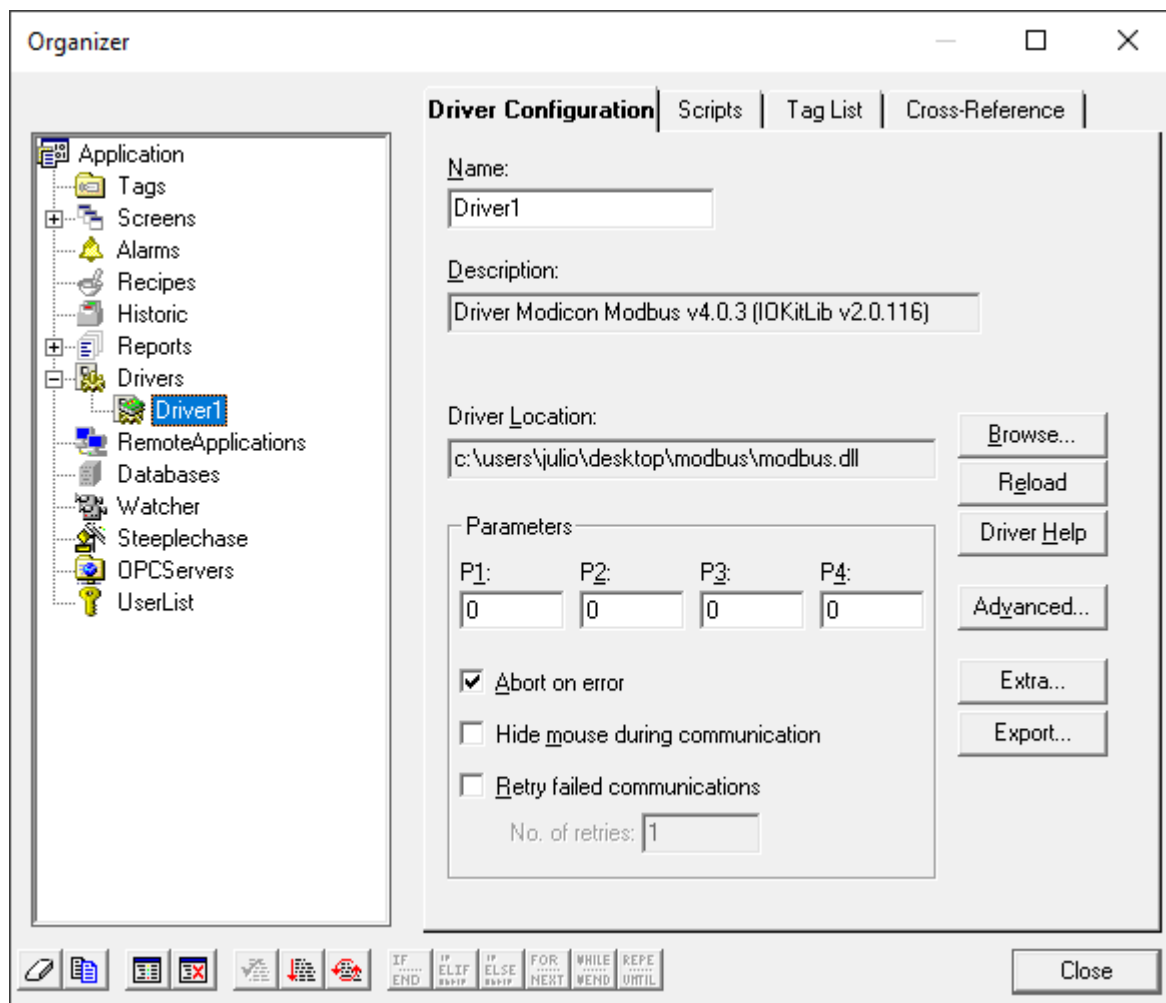 Organizer
Driver Configuration Scripts Tag List Cross-Reference
Application
Tags
Screens
Alarms
Recipes
Historic
Reports
Drivers
Driver1
RemoteApplications
Databases
Watcher
Steeplechase
OPCServers
UserList
Name:
Driver1
Description:
Driver Modicon Modbus v4.0.3 (IOKitLib v2.0.116)
Driver Location:
c:\users\julio\desktop\modbus\modbus.dll
Browse...
Reload
Driver Help
Advanced...
Extra...
Export...
Parameters
P1: P2: P3: P4:
0 0 0 0
Abort on error
Hide mouse during communication
Retry failed communications
No. of retries: 1
IF END
IF ELIF
IF ELSE
FOR NEXT
WHILE WEND
REPE UNTIL
Close